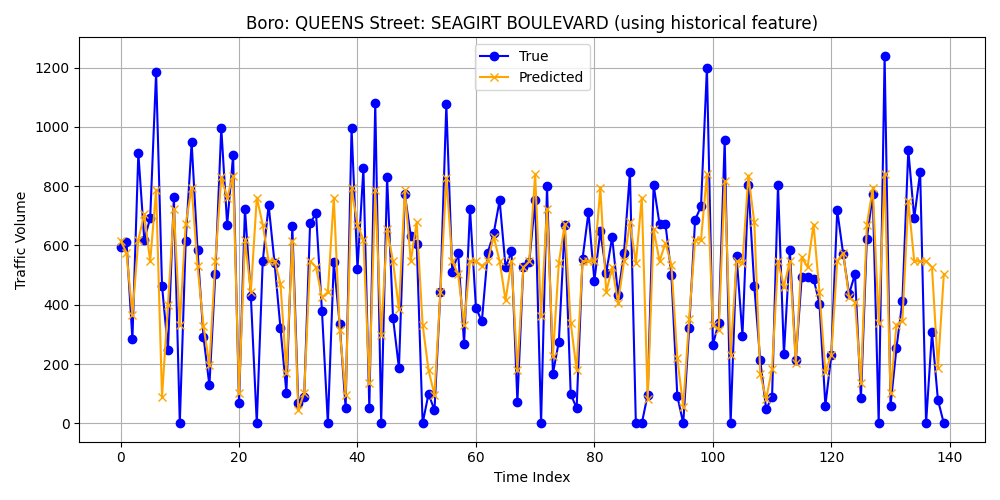 Boro: QUEENS Street: SEAGIRT BOULEVARD (using historical feature)
True
Predicted
Traffic Volume
1200
1000
800
600
400
200
0
0 20 40 60 80 100 120 140
Time Index